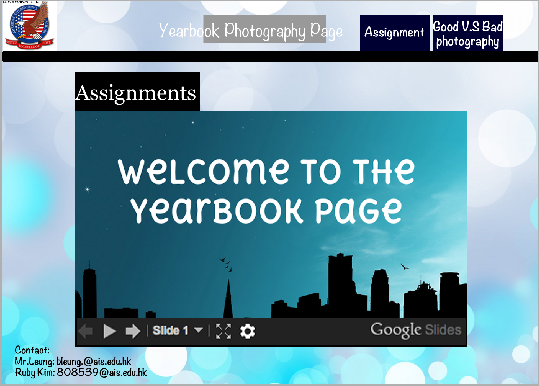 Yearbook Photography Page
Assignment
Good V.S Bad
photography
Assignments
WELCOME TO THE
YEARBOOK PAGE
Slide 1
Google Slides
Contact:
Mr.Leung: bleung.@ais.edu.hk
Ruby Kim: 808539@ais.edu.hk